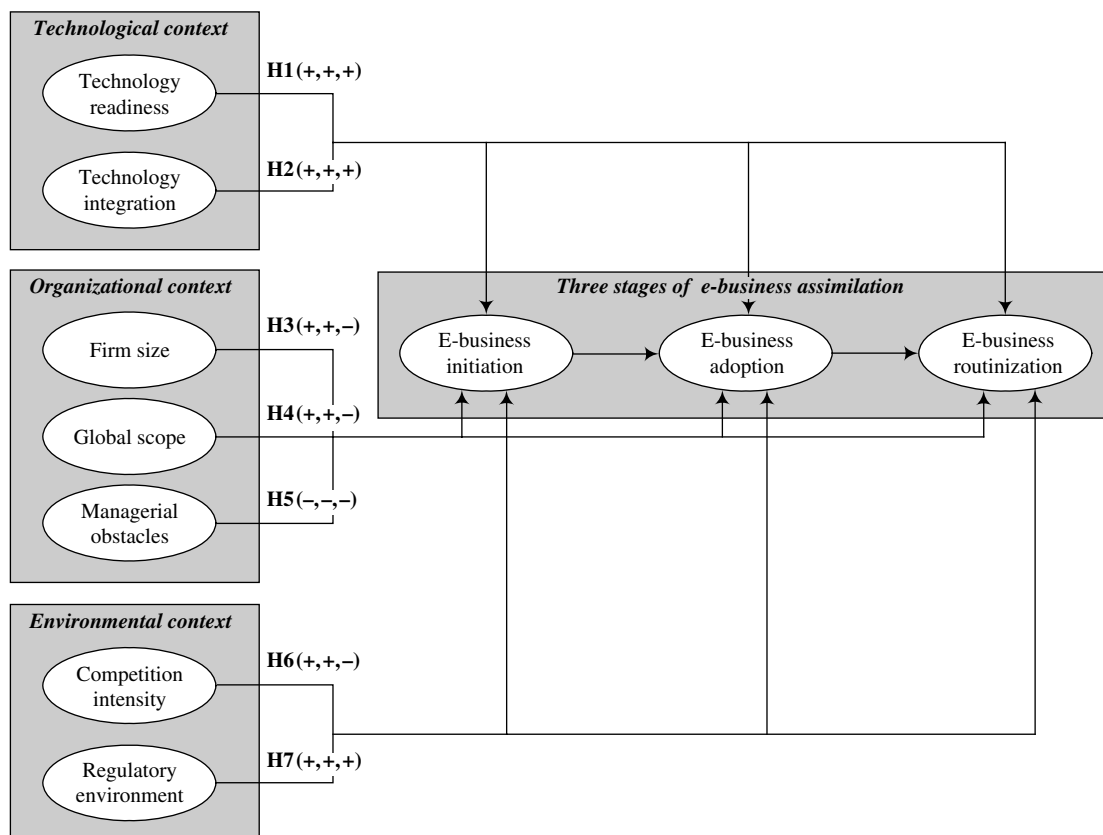 Technological context
Technology
readiness
H1(+,+,+)
Technology
integration
H2(+,+,+)
Organizational context
Firm size
H3(+,+,–)
Global scope
H4(+,+,–)
Managerial
obstacles
H5(–,–,–)
Three stages of e-business assimilation
E-business
initiation
E-business
adoption
E-business
routinization
Environmental context
Competition
intensity
H6(+,+,–)
Regulatory
environment
H7(+,+,+)